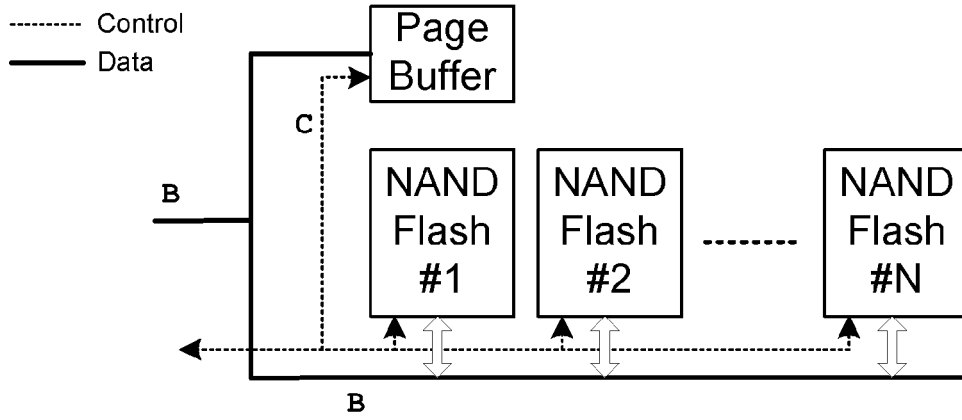 Control
Data
Page
Buffer
C
B
NAND
Flash
#1
NAND
Flash
#2
NAND
Flash
#N
B